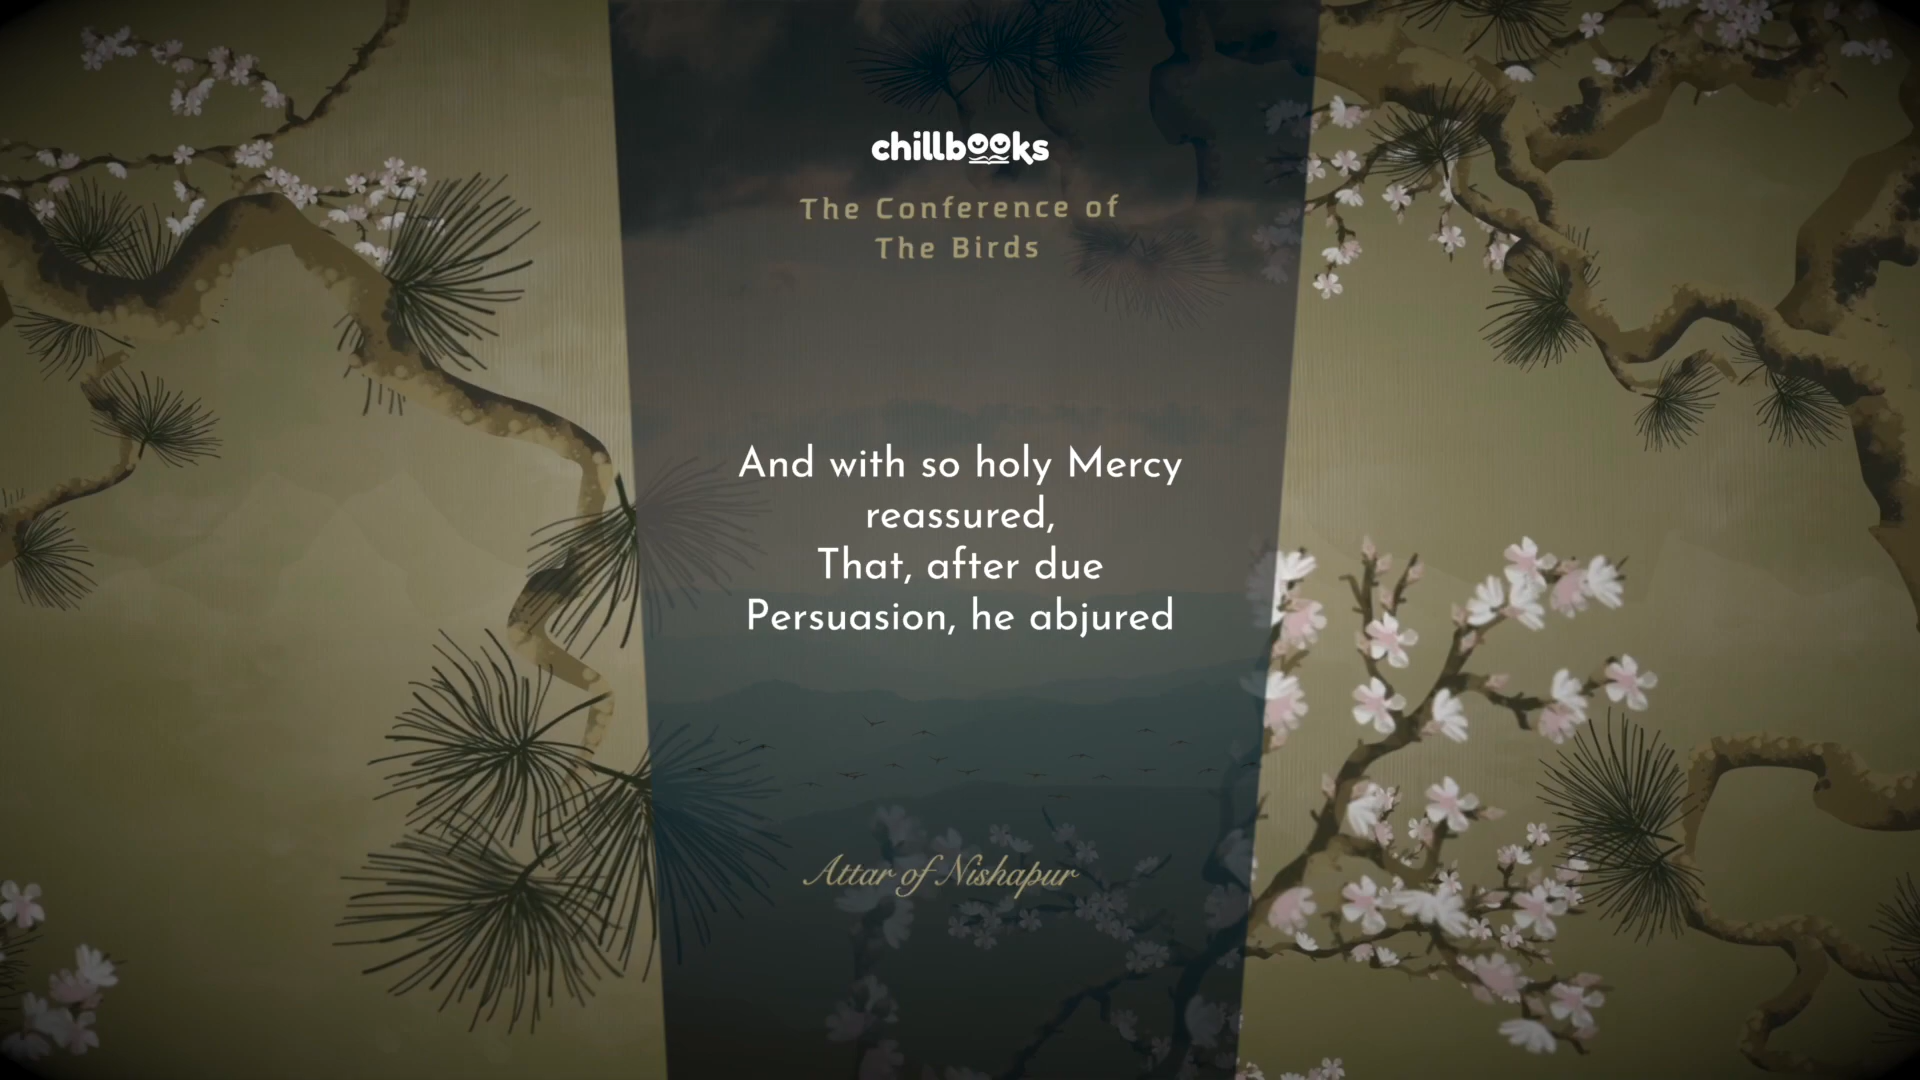 chillbooks
The Conference of
The Birds
And with so holy Mercy
reassured,
That, after due
Persuasion, he abjured
Attar of Nishapur